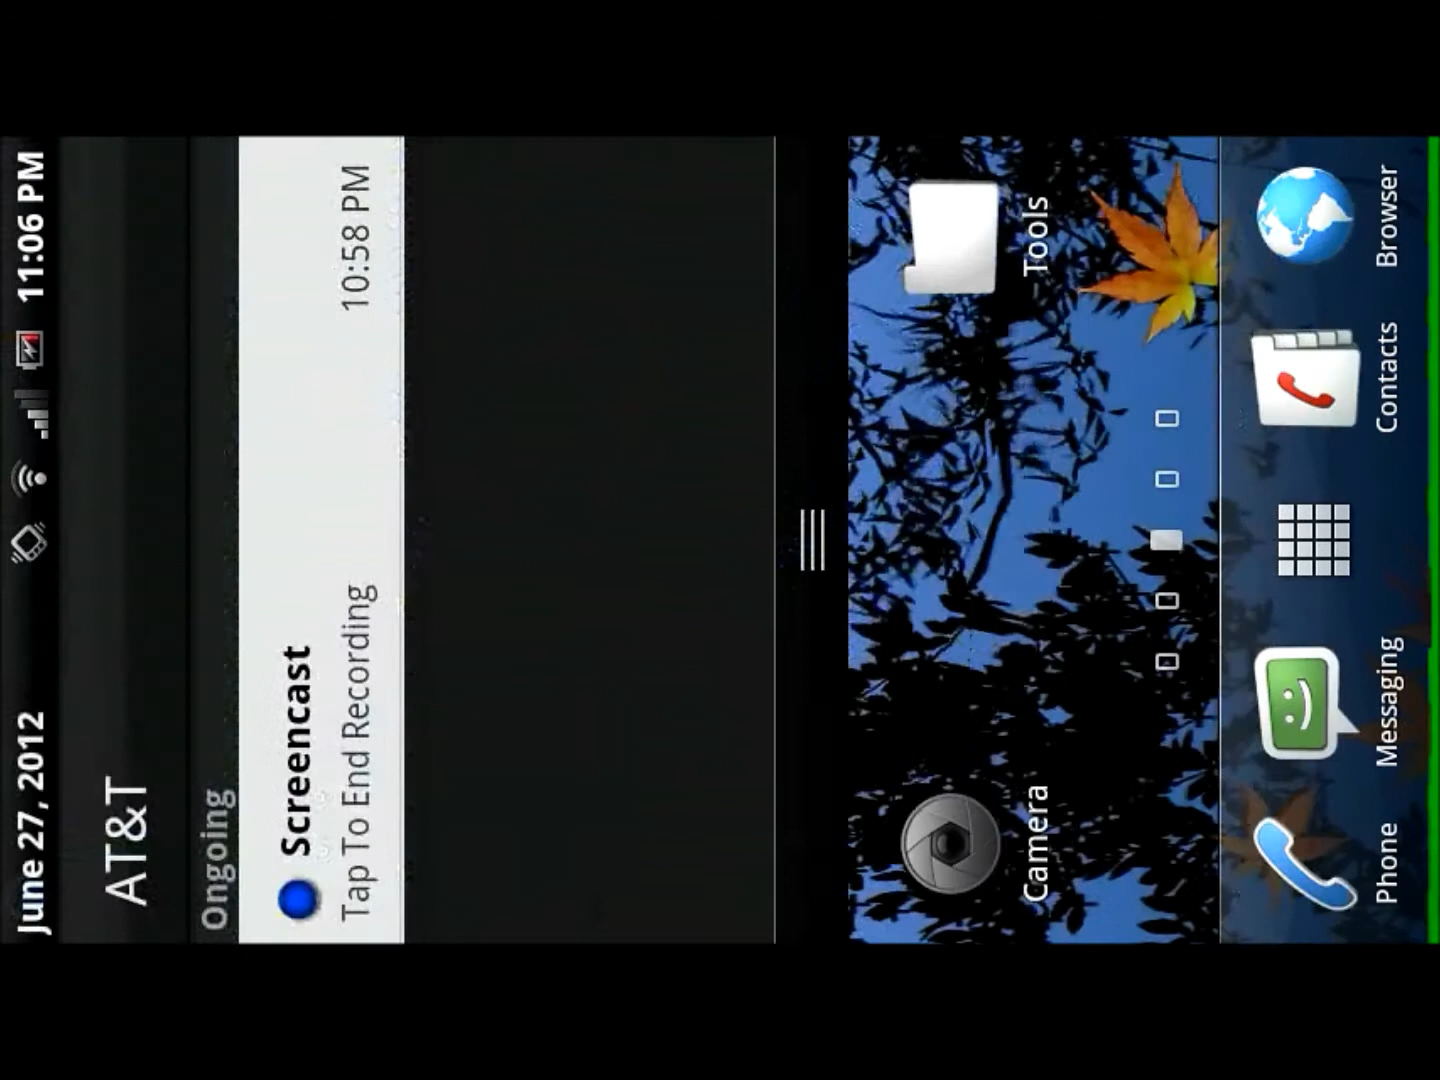 June 27, 2012 11:06 PM
AT&T
Ongoing
Screencast
Tap To End Recording 10:58 PM
Camera Tools
Phone Messaging Contacts Browser